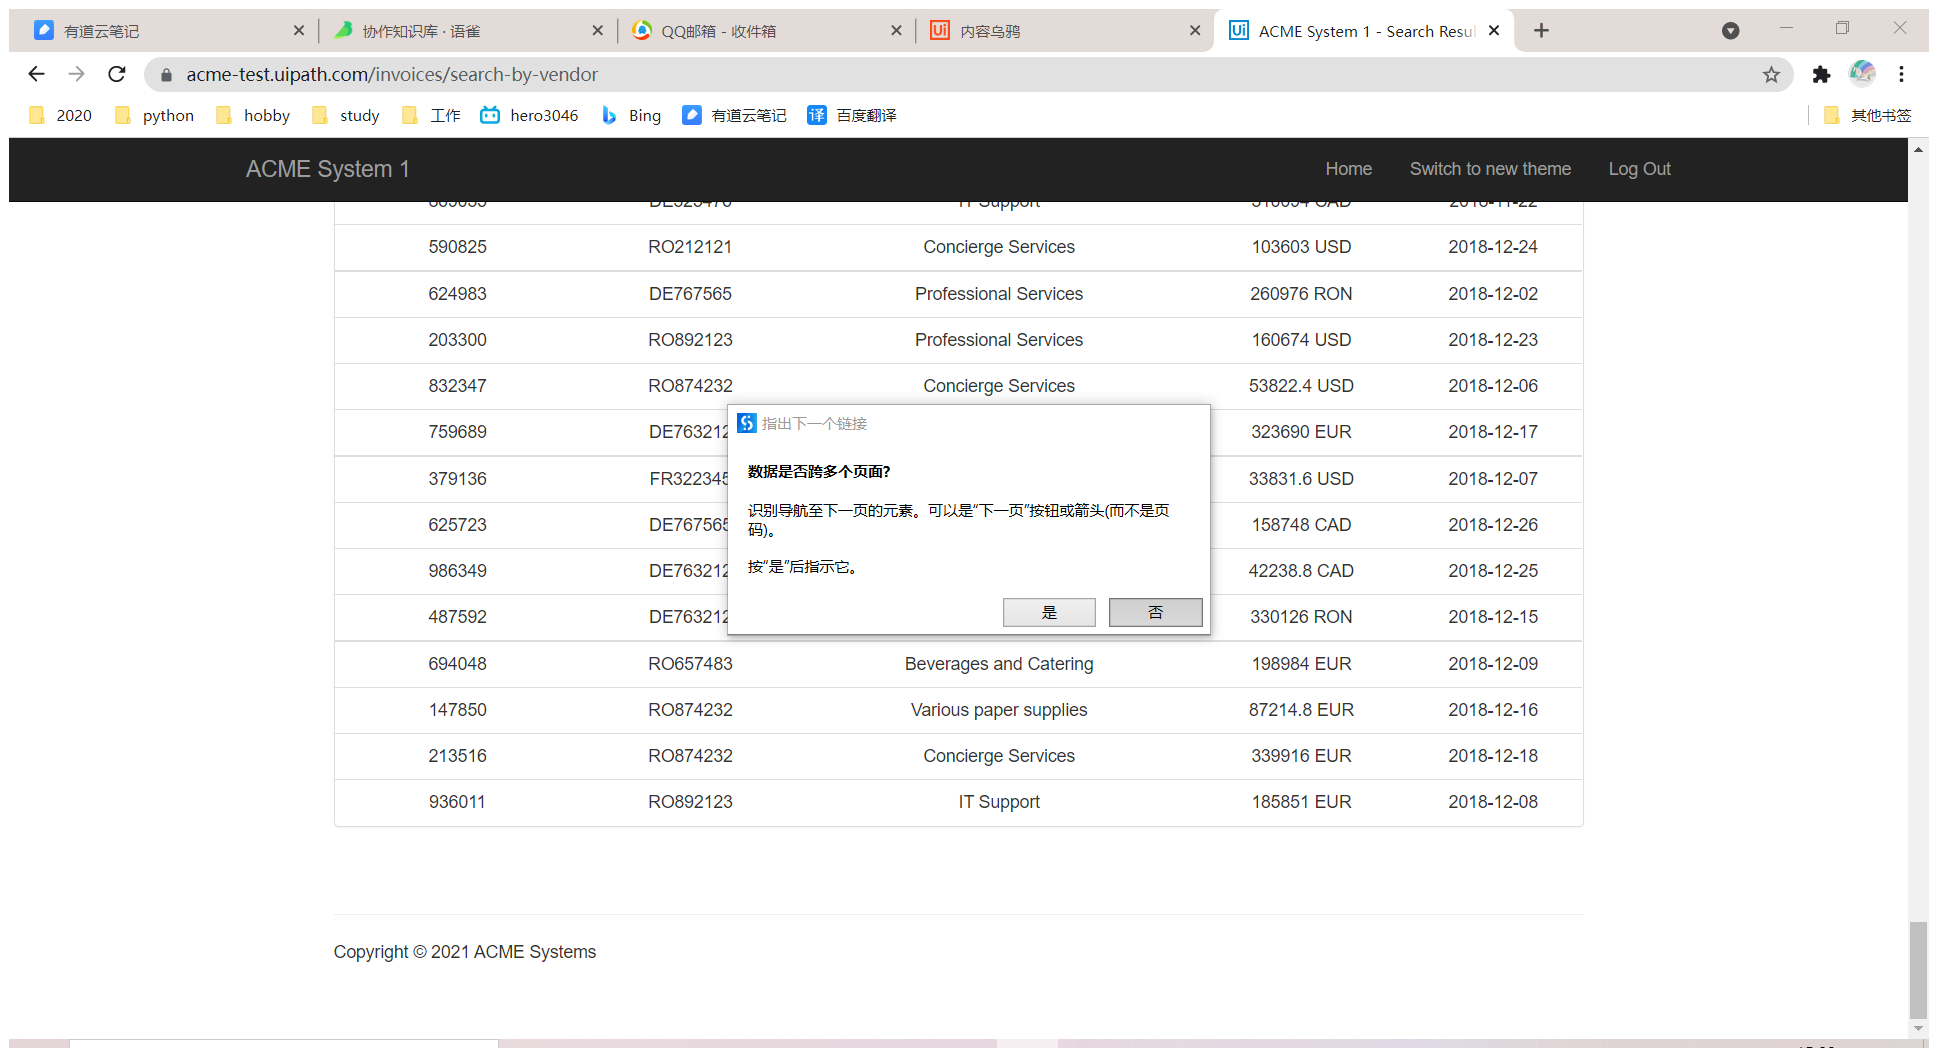 有道云笔记
协作知识库 · 语雀
QQ邮箱 - 收件箱
内容乌鸦
ACME System 1 - Search Resul
acme-test.uipath.com/invoices/search-by-vendor
2020 python hobby study 工作 hero3046 Bing 有道云笔记 百度翻译 其他书签
ACME System 1 Home Switch to new theme Log Out
IT Support
590825 RO212121 Concierge Services 103603 USD 2018-12-24
624983 DE767565 Professional Services 260976 RON 2018-12-02
203300 RO892123 Professional Services 160674 USD 2018-12-23
832347 RO874232 Concierge Services 53822.4 USD 2018-12-06
759689 DE763212 323690 EUR 2018-12-17
379136 FR322345 33831.6 USD 2018-12-07
625723 DE767565 158748 CAD 2018-12-26
986349 DE763212 42238.8 CAD 2018-12-25
487592 DE763212 330126 RON 2018-12-15
694048 RO657483 Beverages and Catering 198984 EUR 2018-12-09
147850 RO874232 Various paper supplies 87214.8 EUR 2018-12-16
213516 RO874232 Concierge Services 339916 EUR 2018-12-18
936011 RO892123 IT Support 185851 EUR 2018-12-08
指出下一个链接
数据是否跨多个页面?
识别导航至下一页的元素。可以是"下一页"按钮或箭头(而不是页
码)。
按"是"后指示它。
是 否
Copyright © 2021 ACME Systems